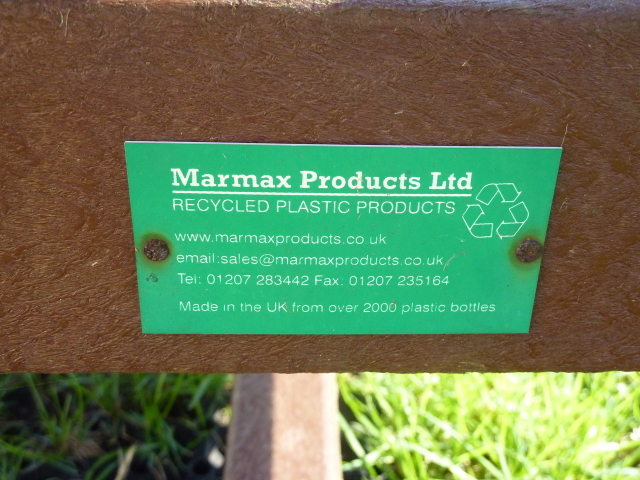 Marmax Products Ltd
RECYCLED PLASTIC PRODUCTS
www.marmaxproducts.co.uk
email:sales@marmaxproducts.co.uk
Tel: 01207 283442 Fax: 01207 235164
Made in the UK from over 2000 plastic bottles